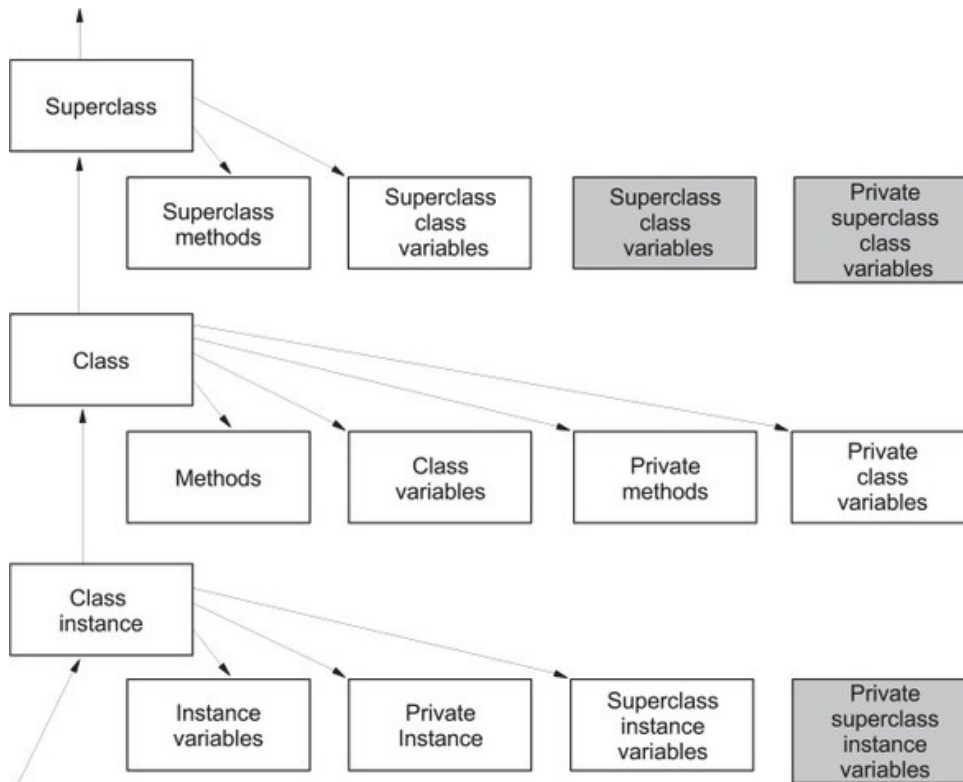 Superclass
Superclass
methods
Superclass
class
variables
Superclass
class
variables
Private
superclass
class
variables
Class
Methods
Class
variables
Private
methods
Private
class
variables
Class
instance
Instance
variables
Private
Instance
Superclass
instance
variables
Private
superclass
instance
variables